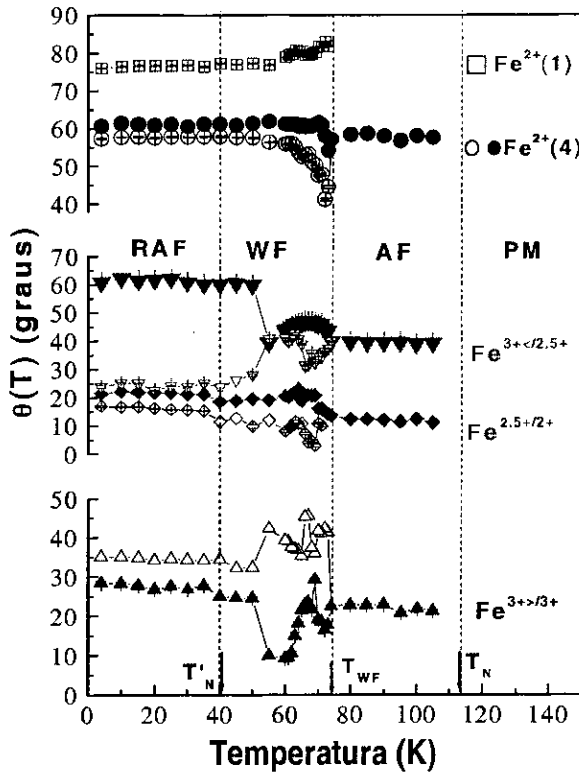 90
80
70
60
50
40
Fe²⁺(1)
Fe²⁺(4)
RAF WF AF PM
70
60
50
40
30
20
10
0
Fe³⁺</²·⁵⁺
Fe²·⁵⁺/²⁺
θ(T) (graus)
50
40
30
20
10
0
Fe³⁺>/³⁺
T'N TWF TN
0 20 40 60 80 100 120 140
Temperatura (K)